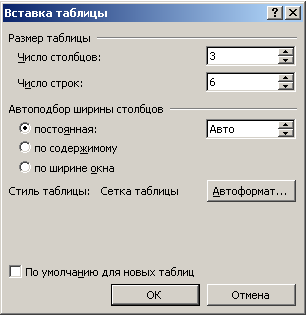 Вставка таблицы
Размер таблицы
Число столбцов: 3
Число строк: 6
Автоподбор ширины столбцов
постоянная: Авто
по содержимому
по ширине окна
Стиль таблицы: Сетка таблицы Автоформат...
По умолчанию для новых таблиц
ОК Отмена